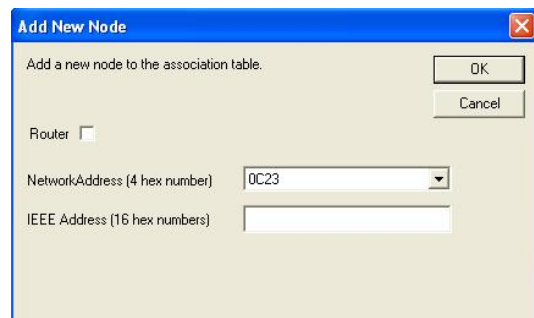 Add New Node
Add a new node to the association table.
OK
Cancel
Router
NetworkAddress (4 hex number)
0C23
IEEE Address (16 hex numbers)